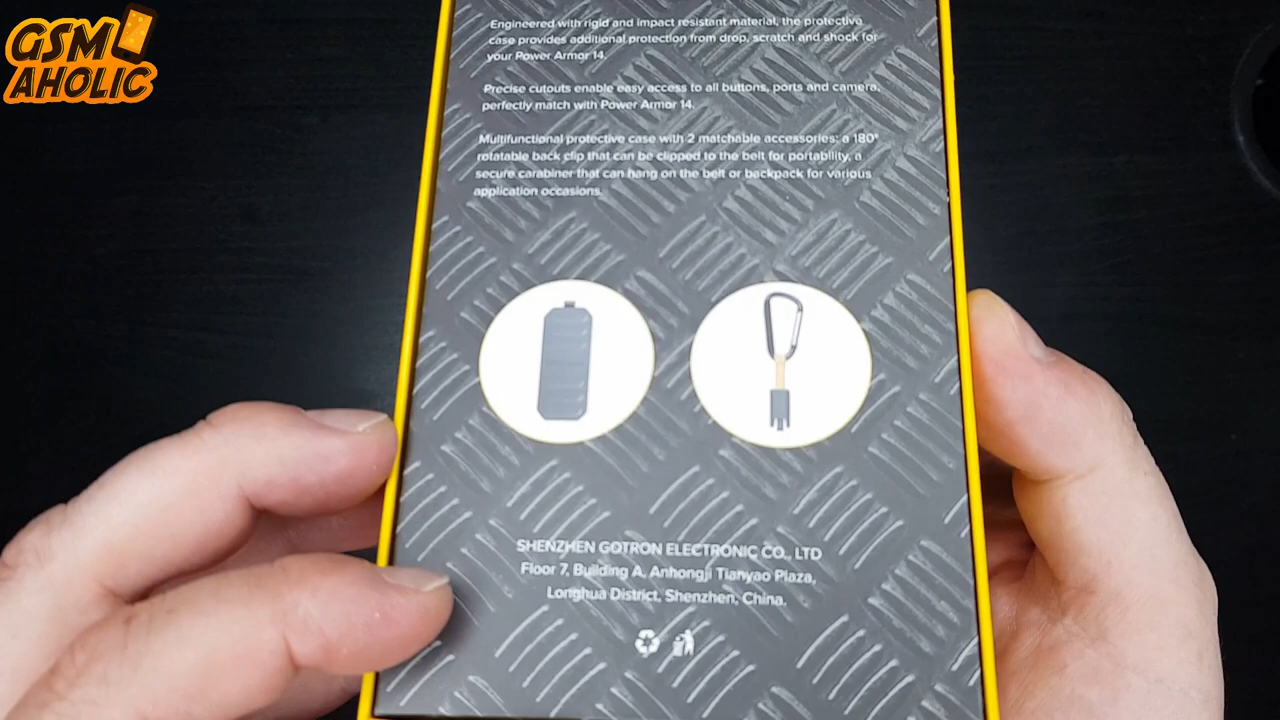 GSM
AHOLIC
Engineered with rigid and impact resistant material, the protective
case provides additional protection from drop, scratch and shock for
your Power Armor 14.
Precise cutouts enable easy access to all buttons, ports and camera,
perfectly match with Power Armor 14.
Multifunctional protective case with 2 matchable accessories: a 180°
rotatable back clip that can be clipped to the belt for portability, a
secure carabiner that can hang on the belt or backpack for various
application occasions.
SHENZHEN GOTRON ELECTRONIC CO., LTD
Floor 7, Building A, Anhongji Tianyao Plaza,
Longhua District, Shenzhen, China.